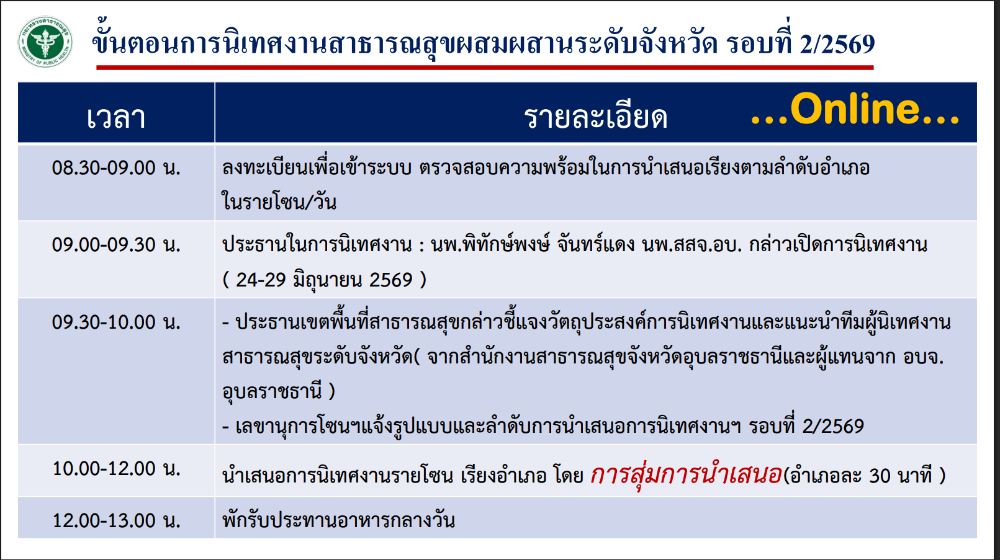 กระทรวงสาธารณสุข
MINISTRY OF PUBLIC HEALTH
ขั้นตอนการนิเทศงานสาธารณสุขผสมผสานระดับจังหวัด รอบที่ 2/2569
เวลา
รายละเอียด
...Online...
08.30-09.00 น.
ลงทะเบียนเพื่อเข้าระบบ ตรวจสอบความพร้อมในการนำเสนอเรียงตามลำดับอำเภอ
ในรายโซน/วัน
09.00-09.30 น.
ประธานในการนิเทศงาน : นพ.พิทักษ์พงษ์ จันทร์แดง นพ.สสจ.อบ. กล่าวเปิดการนิเทศงาน
( 24-29 มิถุนายน 2569 )
09.30-10.00 น.
- ประธานเขตพื้นที่สาธารณสุขกล่าวชี้แจงวัตถุประสงค์การนิเทศงานและแนะนำทีมผู้นิเทศงาน
สาธารณสุขระดับจังหวัด( จากสำนักงานสาธารณสุขจังหวัดอุบลราชธานีและผู้แทนจาก อบจ.
อุบลราชธานี )
- เลขานุการโซนฯแจ้งรูปแบบและลำดับการนำเสนอการนิเทศงานฯ รอบที่ 2/2569
10.00-12.00 น.
นำเสนอการนิเทศงานรายโซน เรียงอำเภอ โดย การสุ่มการนำเสนอ(อำเภอละ 30 นาที )
12.00-13.00 น.
พักรับประทานอาหารกลางวัน